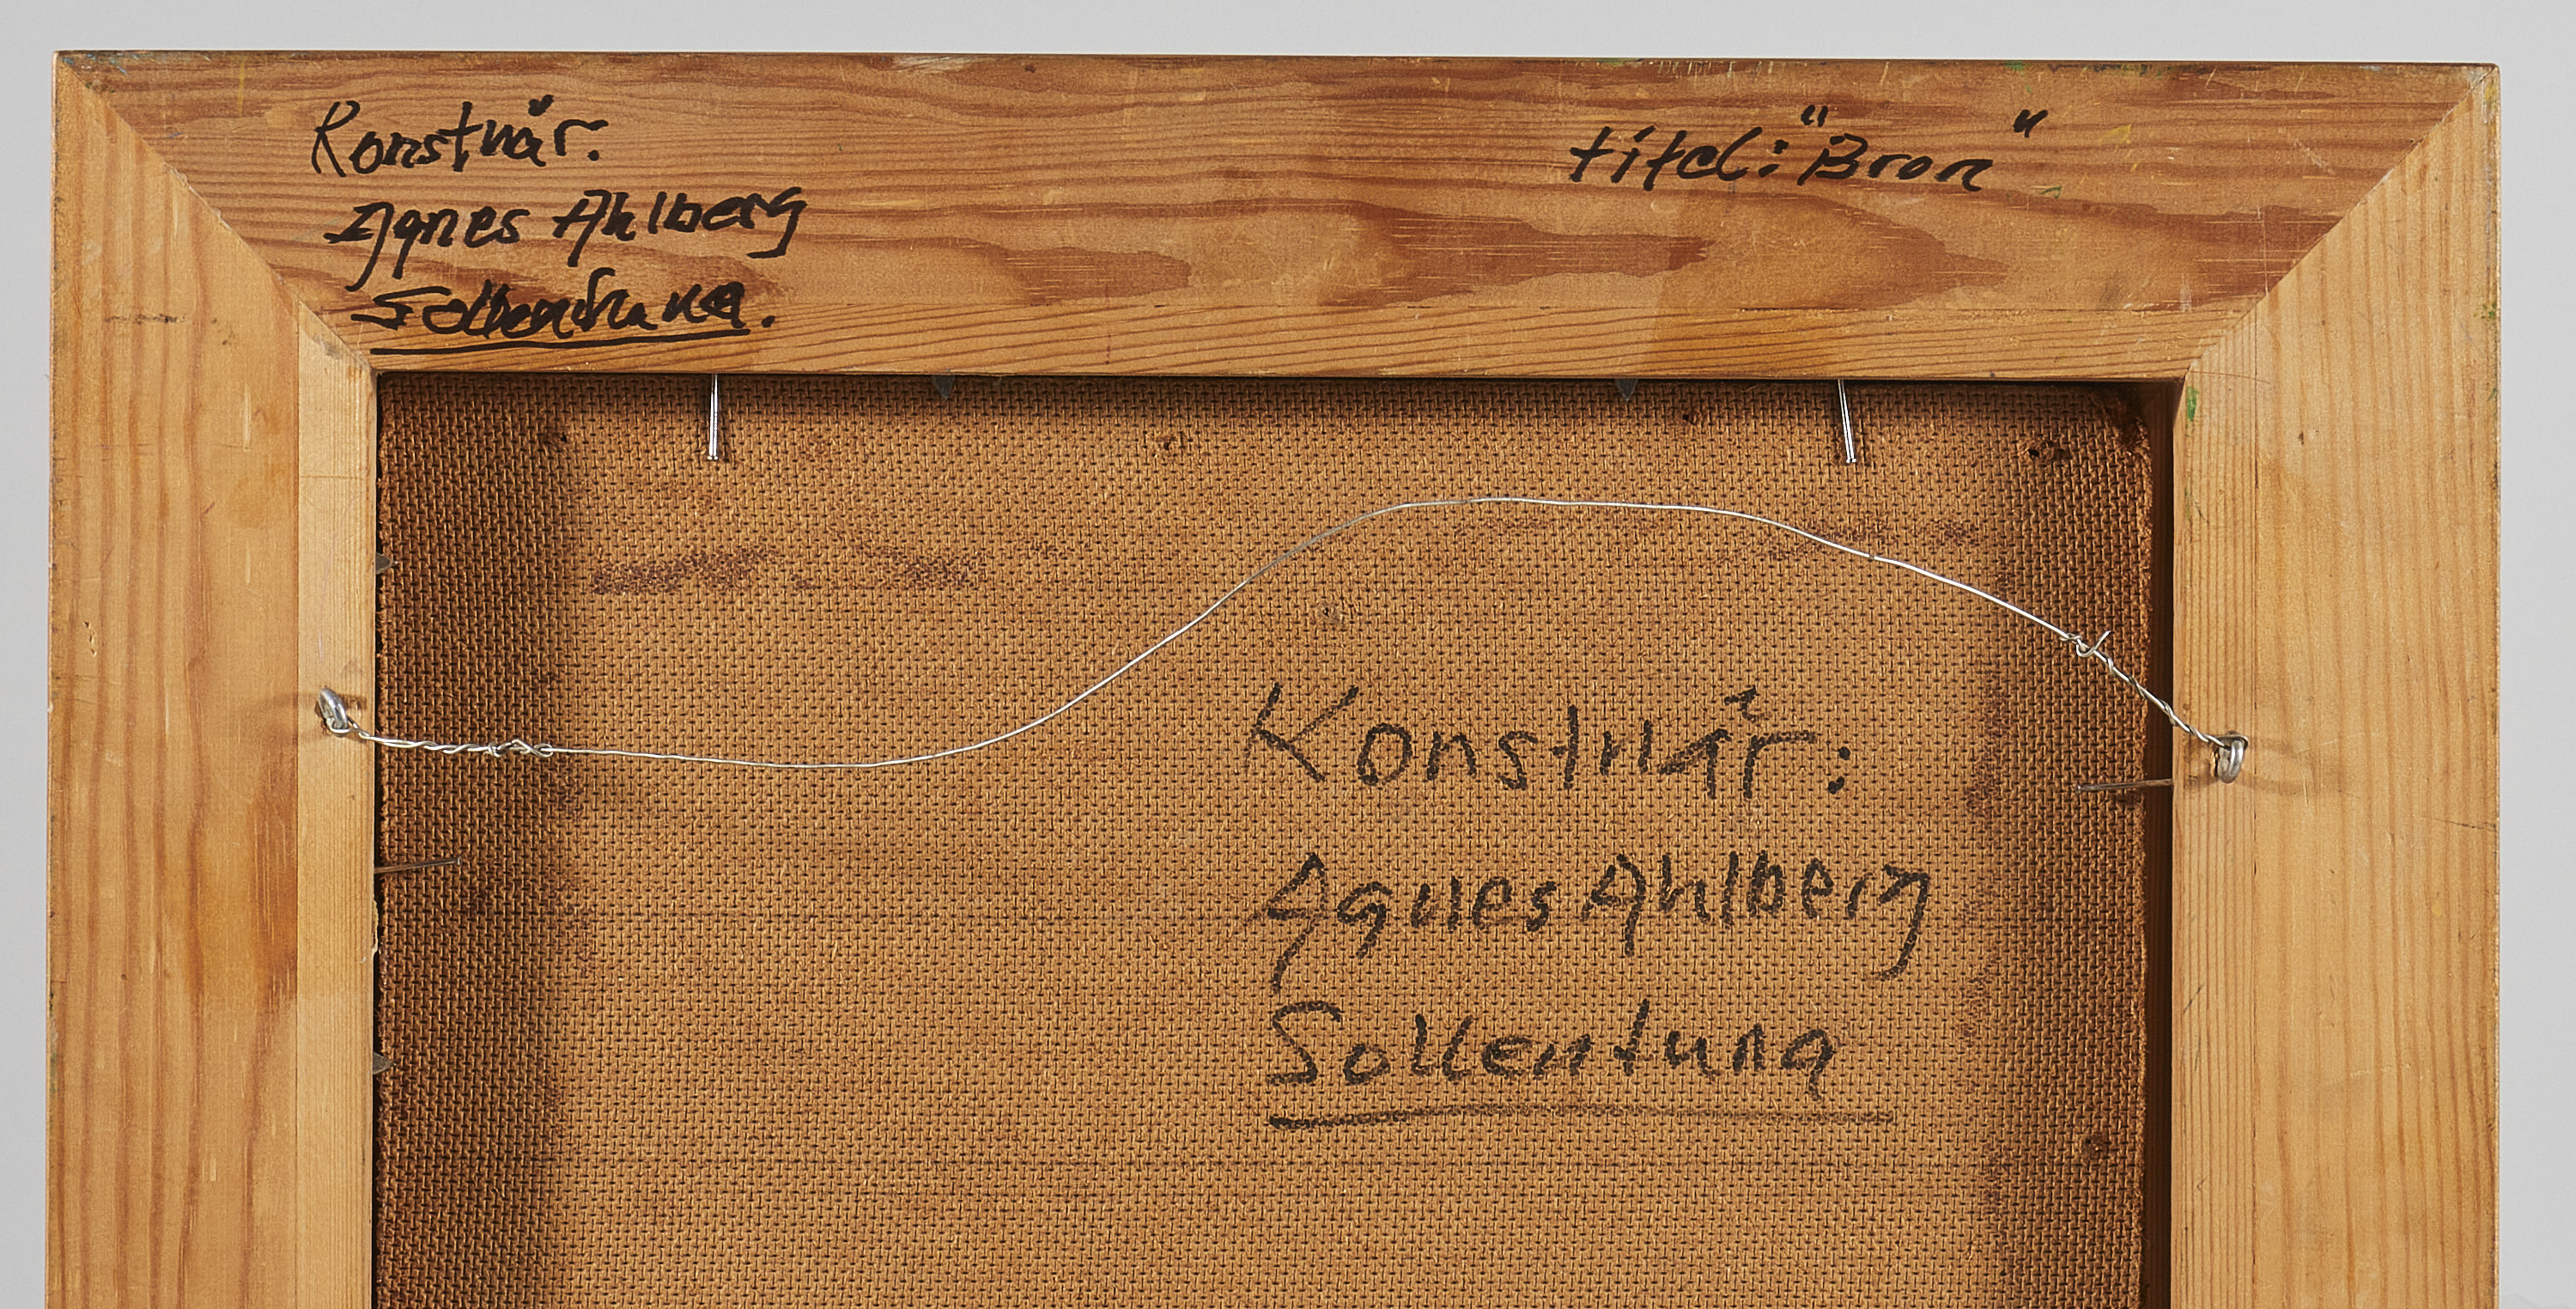 Konstnär.
Agnes Ahlberg
Sollentuna.
titel: "Bron"
Konstnär:
Agnes Ahlberg
Sollentuna